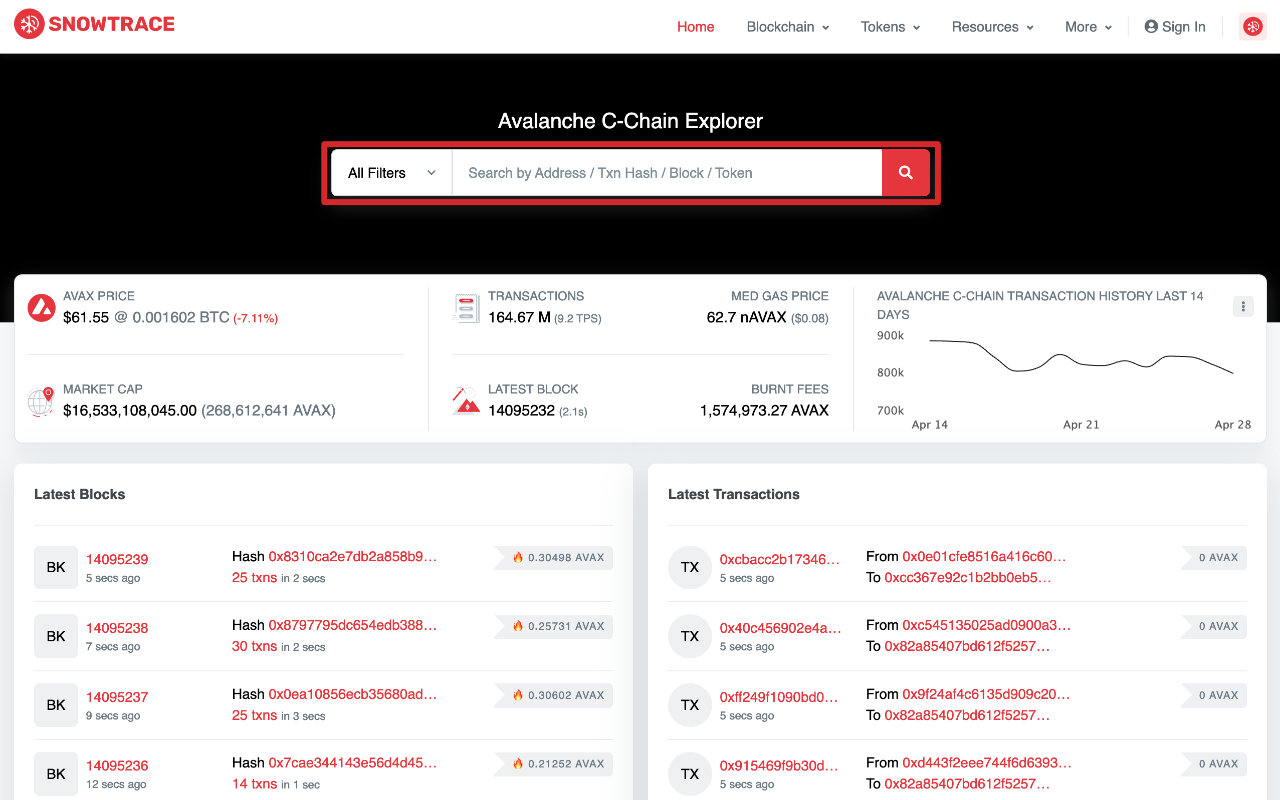 SNOWTRACE
Home
Blockchain
Tokens
Resources
More
Sign In
Avalanche C-Chain Explorer
All Filters
Search by Address / Txn Hash / Block / Token
AVAX PRICE
$61.55 @ 0.001602 BTC (-7.11%)
MARKET CAP
$16,533,108,045.00 (268,612,641 AVAX)
TRANSACTIONS
164.67 M (9.2 TPS)
MED GAS PRICE
62.7 nAVAX ($0.08)
LATEST BLOCK
14095232 (2.1s)
BURNT FEES
1,574,973.27 AVAX
AVALANCHE C-CHAIN TRANSACTION HISTORY LAST 14
DAYS
900k
800k
700k
Apr 14
Apr 21
Apr 28
Latest Blocks
BK
14095239
5 secs ago
Hash 0x8310ca2e7db2a858b9...
25 txns in 2 secs
0.30498 AVAX
BK
14095238
7 secs ago
Hash 0x8797795dc654edb388...
30 txns in 2 secs
0.25731 AVAX
BK
14095237
9 secs ago
Hash 0x0ea10856ecb35680ad...
25 txns in 3 secs
0.30602 AVAX
BK
14095236
12 secs ago
Hash 0x7cae344143e56d4d45...
14 txns in 1 sec
0.21252 AVAX
Latest Transactions
TX
0xcbacc2b17346...
5 secs ago
From 0x0e01cfe8516a416c60...
To 0xcc367e92c1b2bb0eb5...
0 AVAX
TX
0x40c456902e4a...
5 secs ago
From 0xc545135025ad0900a3...
To 0x82a85407bd612f5257...
0 AVAX
TX
0xff249f1090bd0...
5 secs ago
From 0x9f24af4c6135d909c20...
To 0x82a85407bd612f5257...
0 AVAX
TX
0x915469f9b30d...
5 secs ago
From 0xd443f2eee744f6d6393...
To 0x82a85407bd612f5257...
0 AVAX